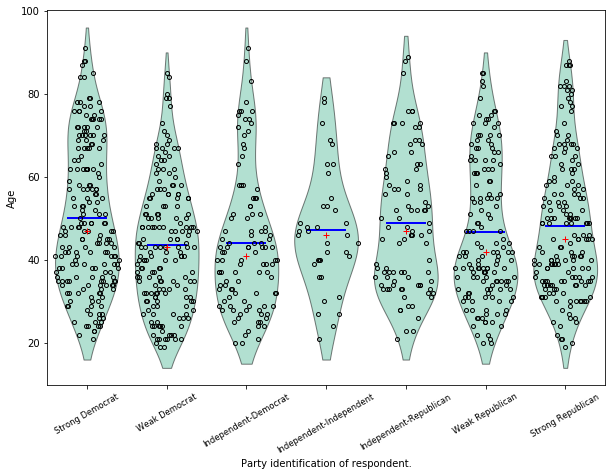 100
80
60
40
20
Age
Strong Democrat
Weak Democrat
Independent-Democrat
Independent-Independent
Independent-Republican
Weak Republican
Strong Republican
Party identification of respondent.